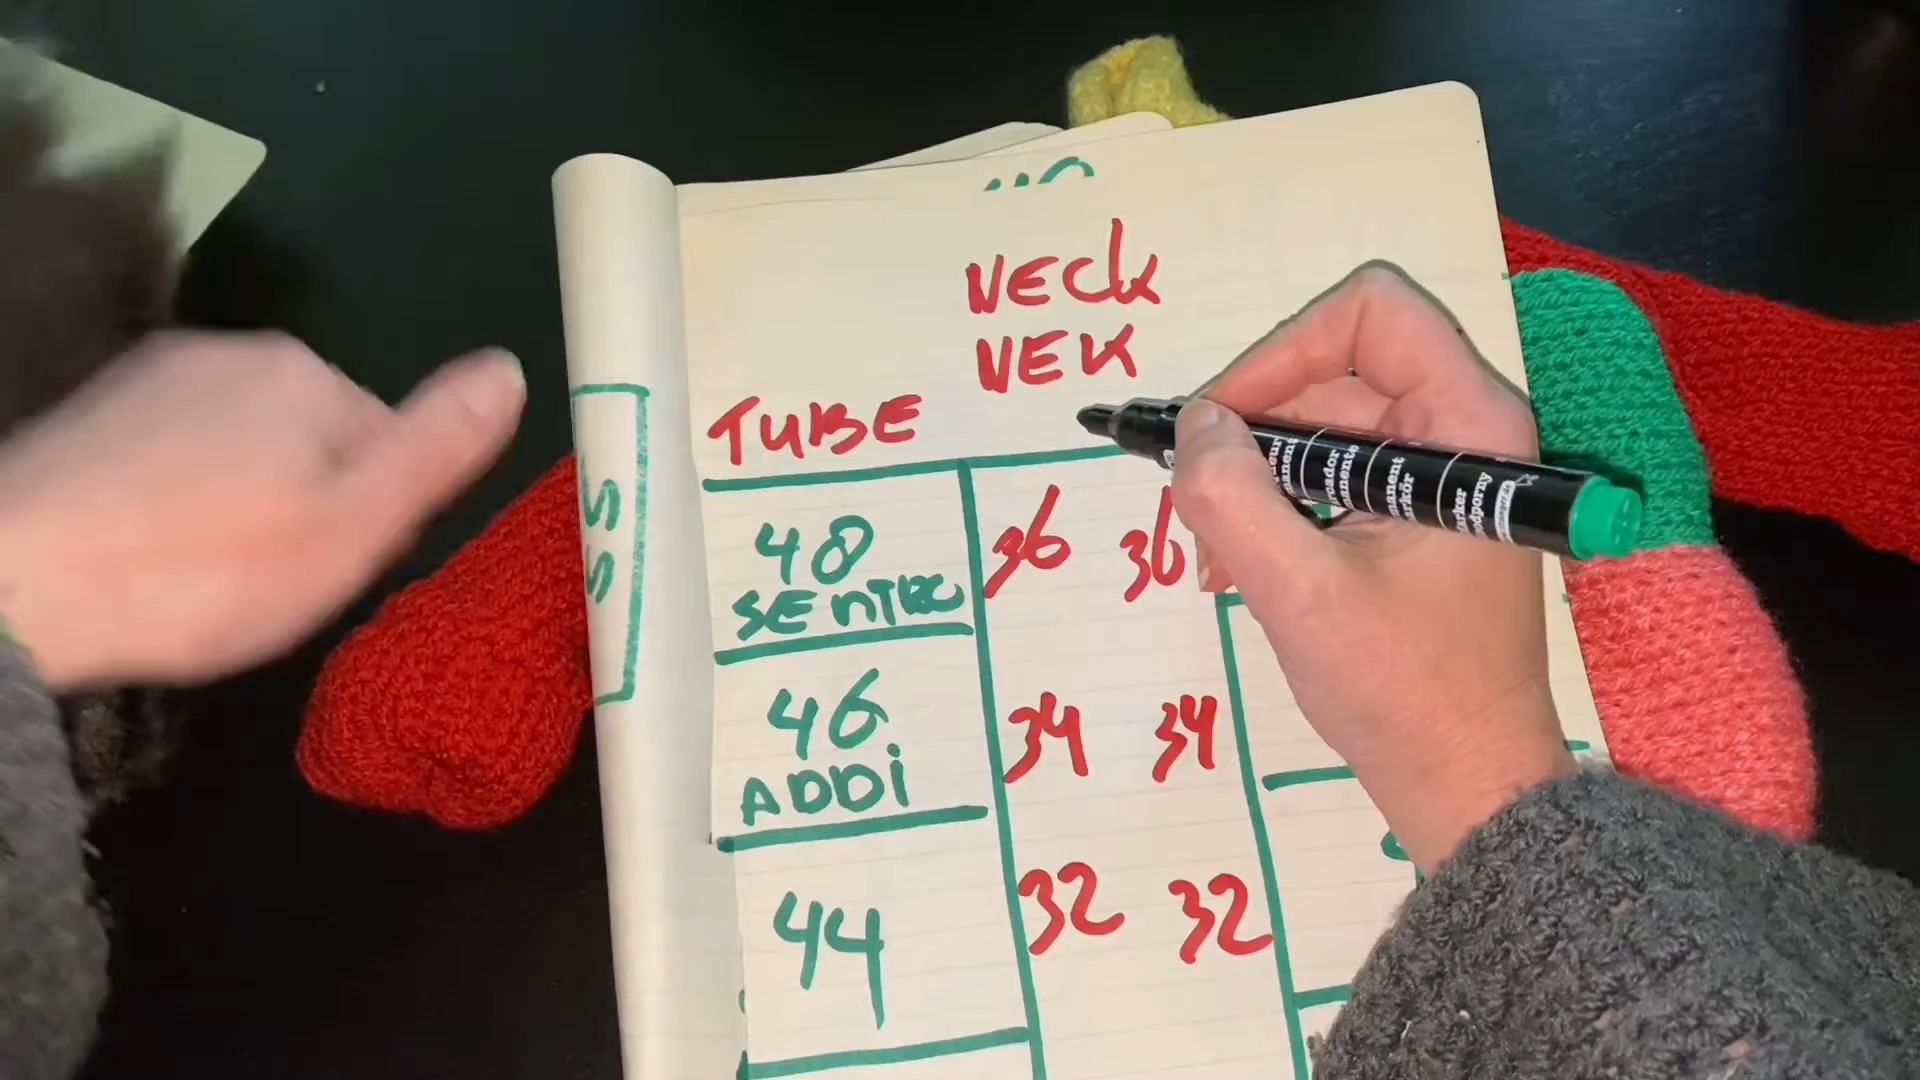 NECK
NEK
TUBE
48 36 36
SENTRO
46 34 34
ADDi
44 32 32